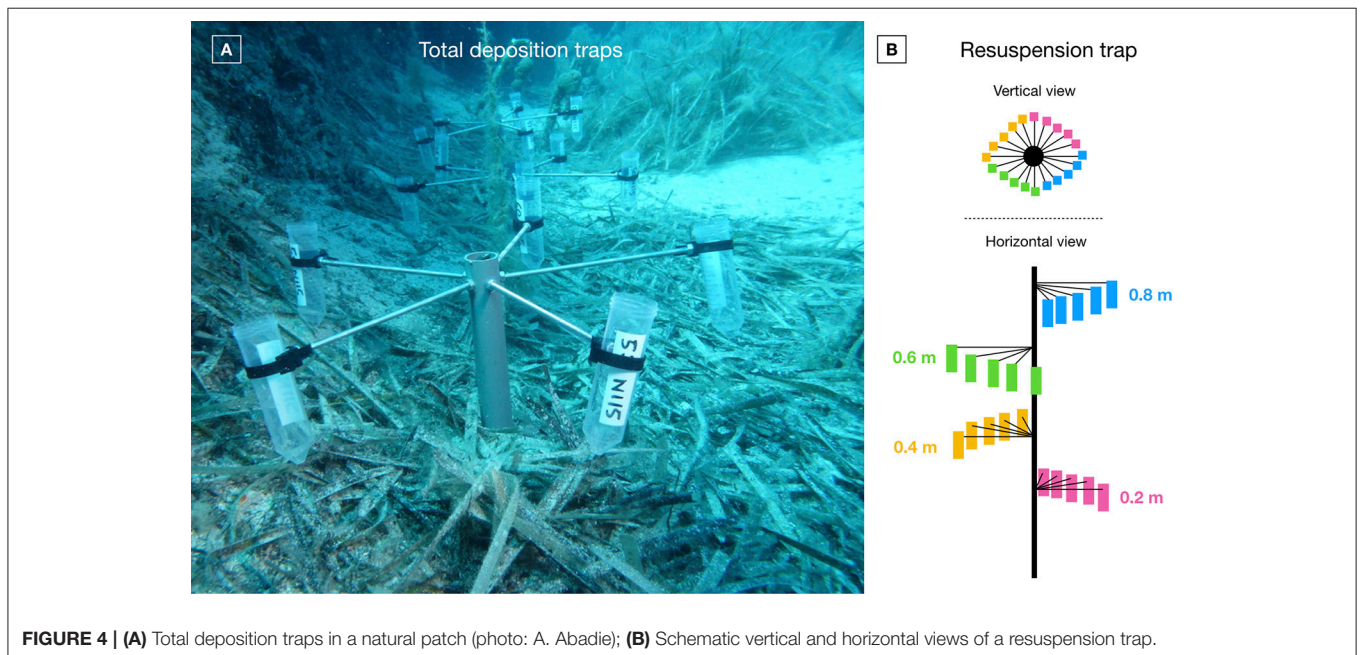 A
Total deposition traps
B
Resuspension trap
Vertical view
Horizontal view
0.8 m
0.6 m
0.4 m
0.2 m
FIGURE 4 | (A) Total deposition traps in a natural patch (photo: A. Abadie); (B) Schematic vertical and horizontal views of a resuspension trap.